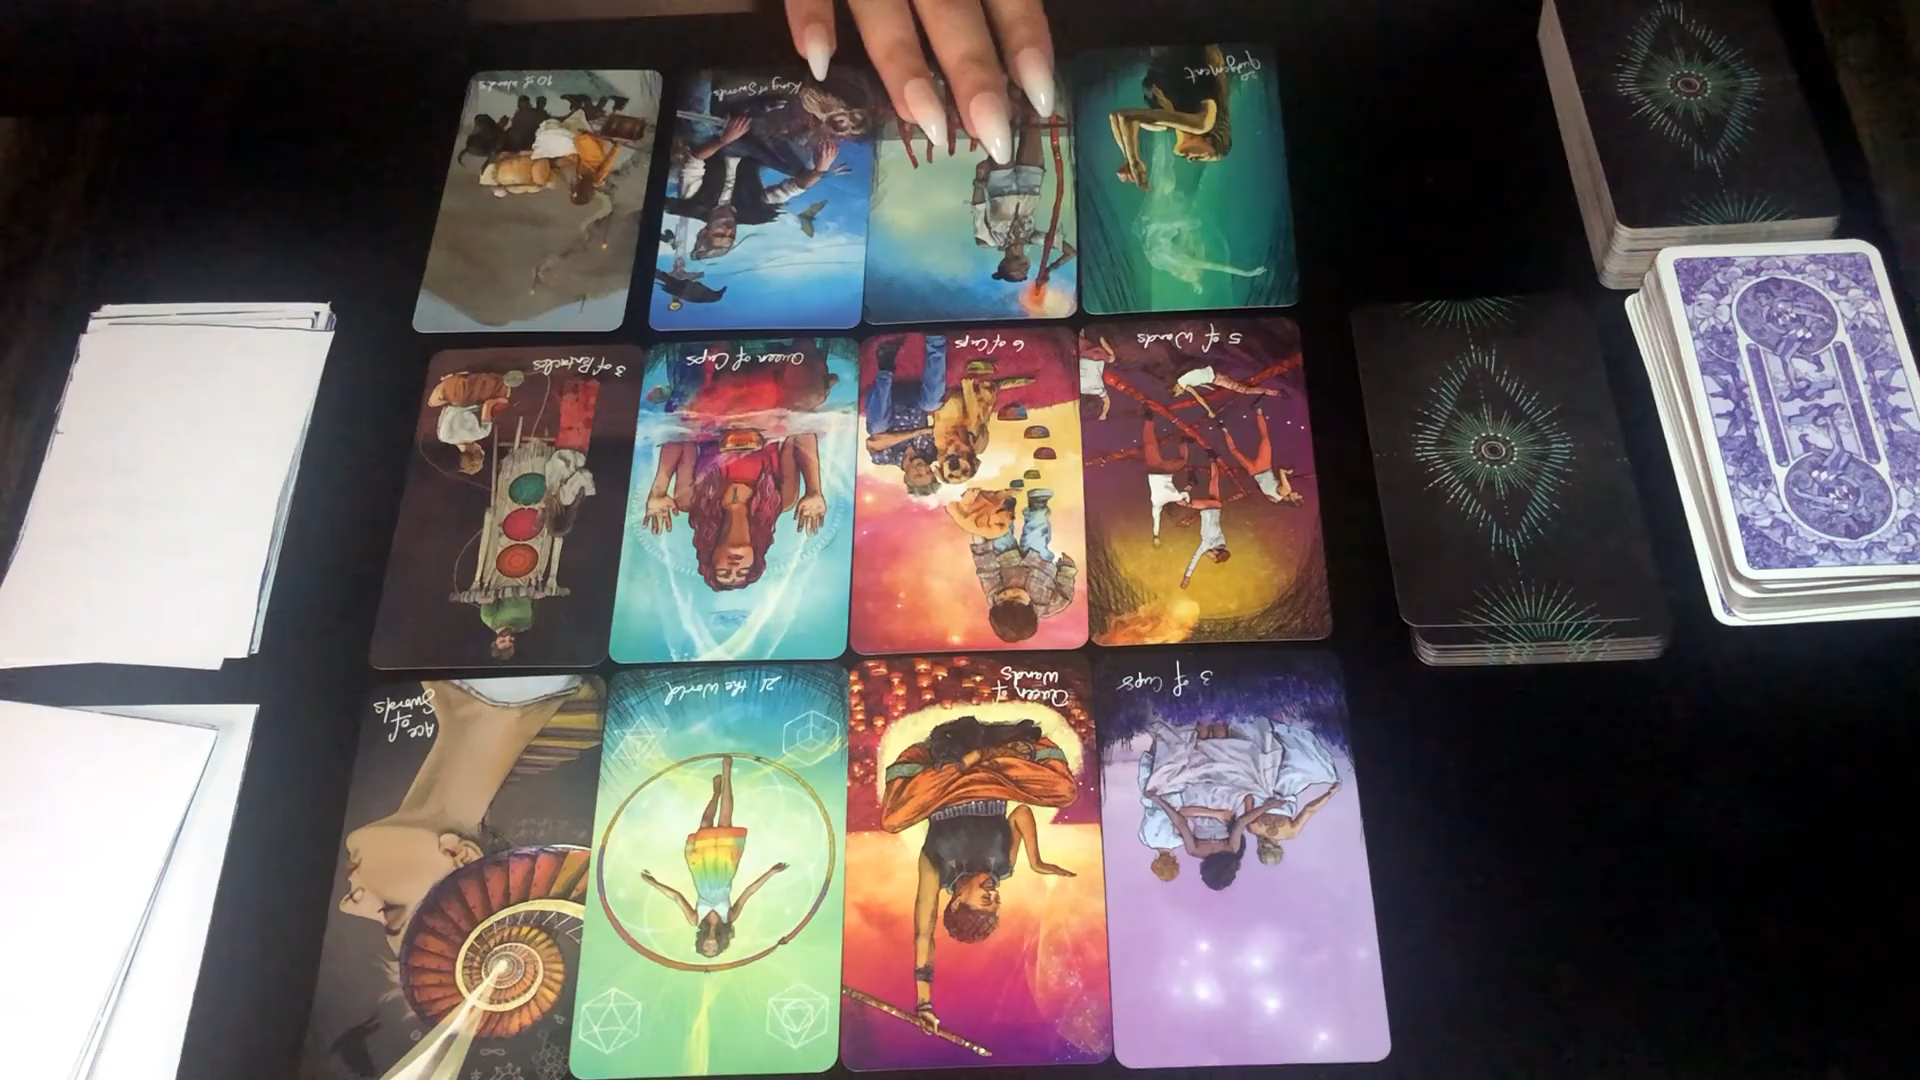 10 of Wands
King of Swords
20
Judgement
3 of Pentacles
Queen of Cups
6 of Cups
5 of Wands
Ace
of
Swords
21 the World
Queen of
Wands
3 of Cups